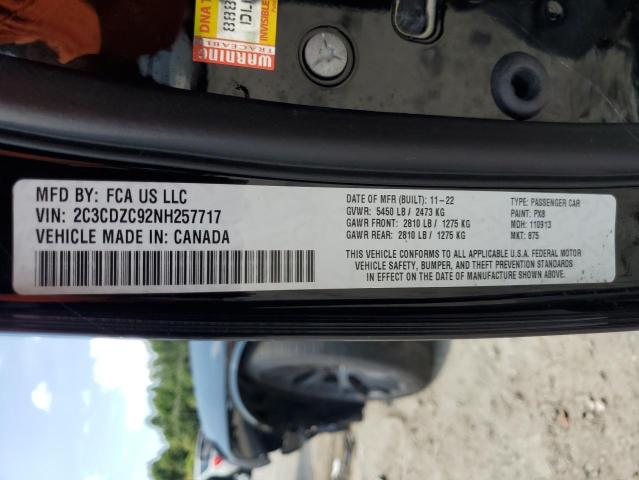 WARNING
TRACEABLE
DNA
INVISIBLE
MFD BY: FCA US LLC
VIN: 2C3CDZC92NH257717
VEHICLE MADE IN: CANADA
DATE OF MFR (BUILT): 11-22
GVWR: 5450 LB / 2473 KG
GAWR FRONT: 2810 LB / 1275 KG
GAWR REAR: 2810 LB / 1275 KG
TYPE: PASSENGER CAR
PAINT: PX8
MDH: 110913
MKT: 875
THIS VEHICLE CONFORMS TO ALL APPLICABLE U.S.A. FEDERAL MOTOR
VEHICLE SAFETY, BUMPER, AND THEFT PREVENTION STANDARDS
IN EFFECT ON THE DATE OF MANUFACTURE SHOWN ABOVE.